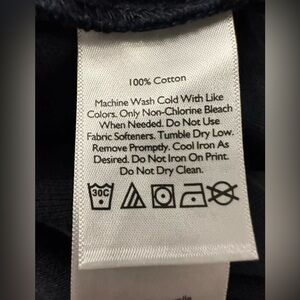 100% Cotton
Machine Wash Cold With Like
Colors. Only Non-Chlorine Bleach
When Needed. Do Not Use
Fabric Softeners. Tumble Dry Low.
Remove Promptly. Cool Iron As
Desired. Do Not Iron On Print.
Do Not Dry Clean.
30C